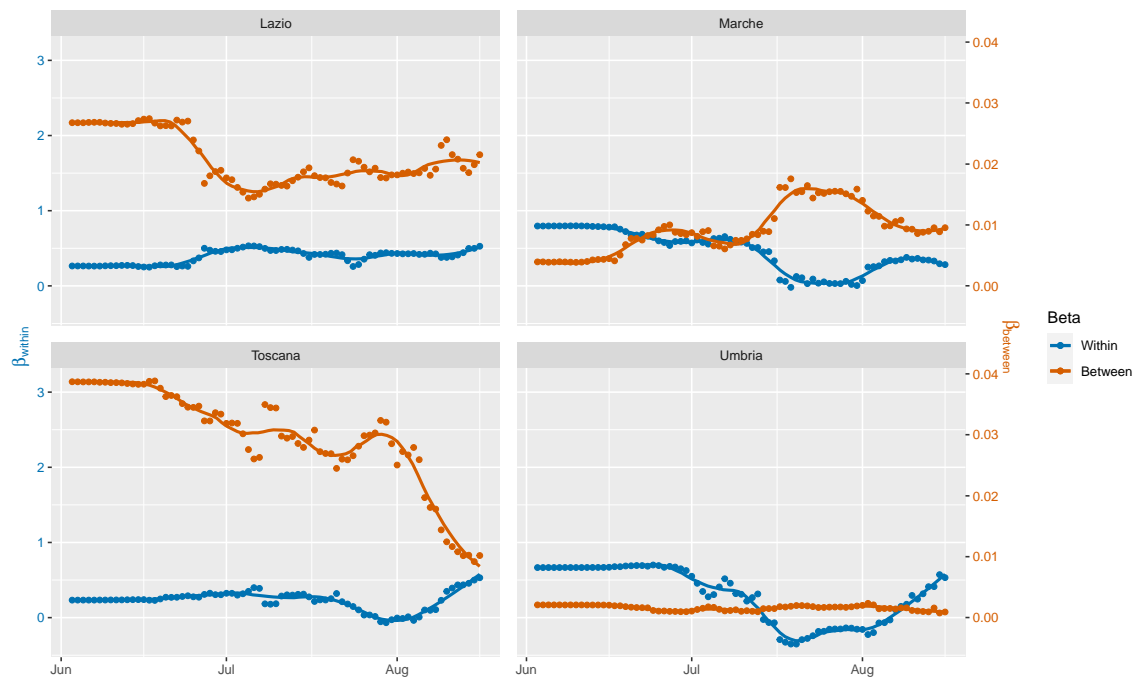 Lazio
Marche
3
2
1
0
0.04
0.03
0.02
0.01
0.00
βwithin
βbetween
Toscana
Umbria
3
2
1
0
0.04
0.03
0.02
0.01
0.00
Jun
Jul
Aug
Jun
Jul
Aug
Beta
Within
Between